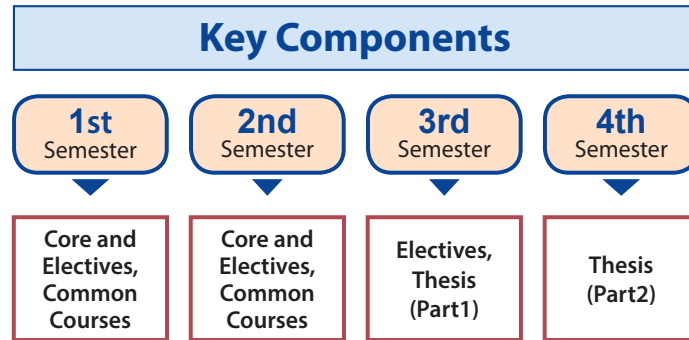 Key Components
1st
Semester
2nd
Semester
3rd
Semester
4th
Semester
Core and
Electives,
Common
Courses
Core and
Electives,
Common
Courses
Electives,
Thesis
(Part1)
Thesis
(Part2)